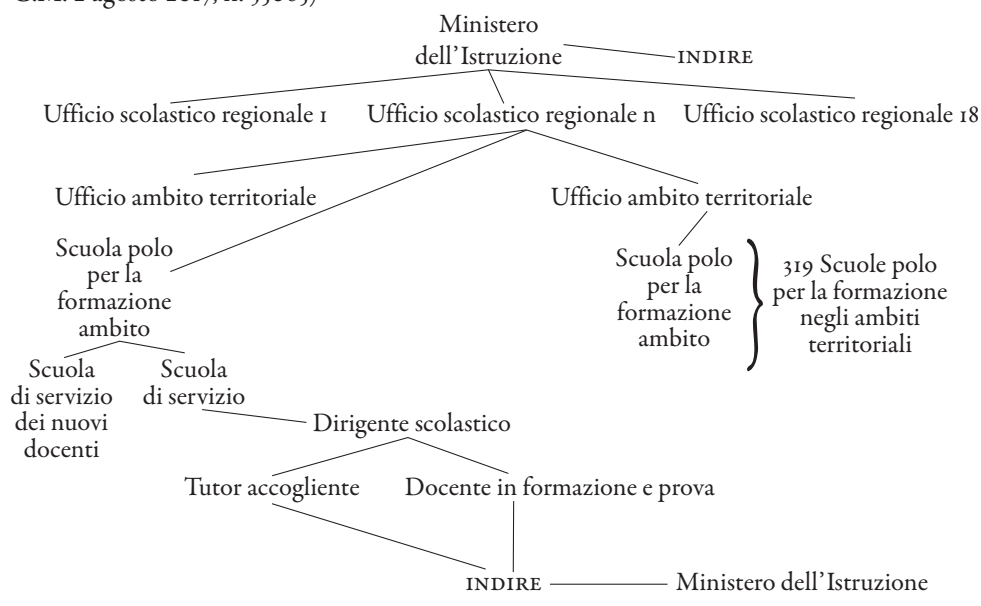 Ministero
dell’Istruzione
INDIRE
Ufficio scolastico regionale 1
Ufficio scolastico regionale n
Ufficio scolastico regionale 18
Ufficio ambito territoriale
Ufficio ambito territoriale
Scuola polo
per la
formazione
ambito
Scuola polo
per la
formazione
ambito
319 Scuole polo
per la formazione
negli ambiti
territoriali
Scuola
di servizio
dei nuovi
docenti
Scuola
di servizio
Dirigente scolastico
Tutor accogliente
Docente in formazione e prova
INDIRE
Ministero dell’Istruzione